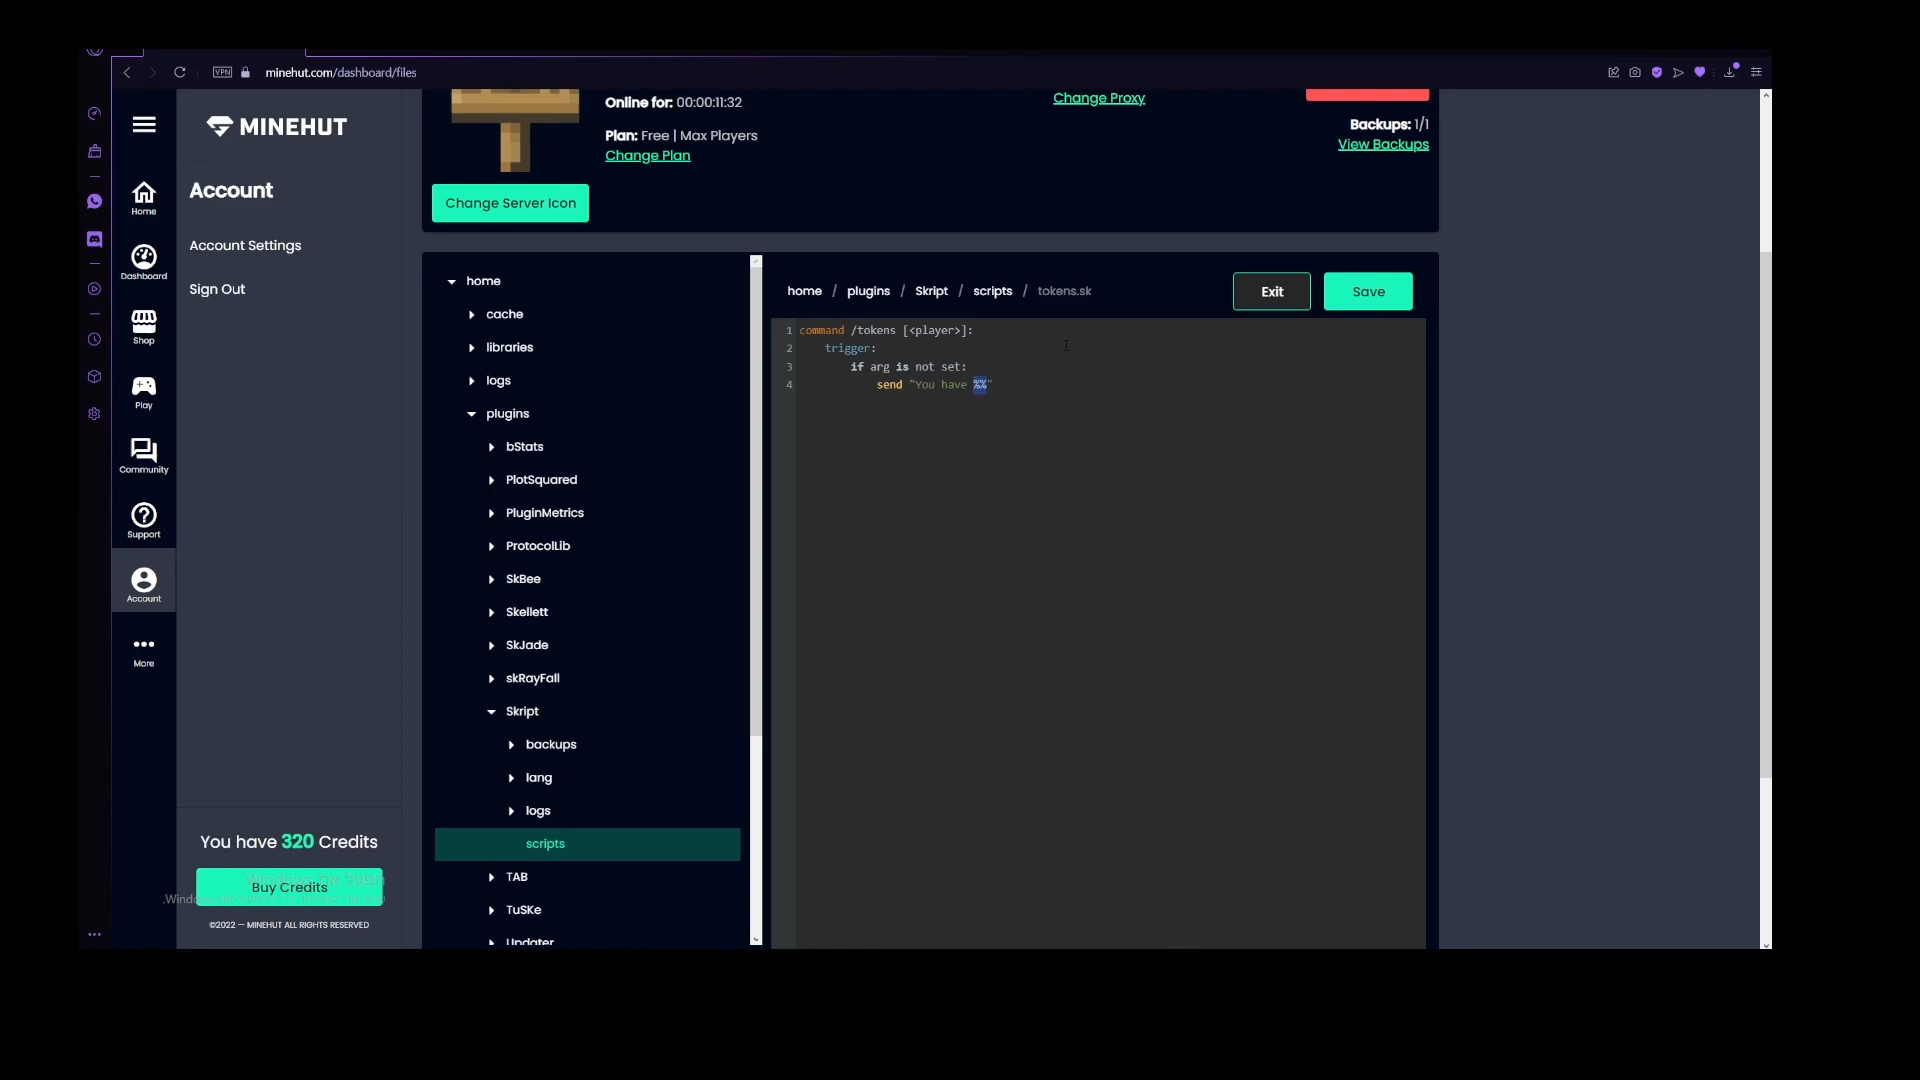 VPN
minehut.com/dashboard/files
MINEHUT
Account
Account Settings
Sign Out
Home
Dashboard
Shop
Play
Community
Support
Account
More
Online for: 00:00:11:32
Plan: Free | Max Players
Change Plan
Change Server Icon
Change Proxy
Backups: 1/1
View Backups
home
cache
libraries
logs
plugins
bStats
PlotSquared
PluginMetrics
ProtocolLib
SkBee
Skellett
SkJade
skRayFall
Skript
backups
lang
logs
scripts
TAB
TuSKe
Updater
home / plugins / Skript / scripts / tokens.sk
Exit
Save
1 command /tokens [<player>]:
2 trigger:
3 if arg is not set:
4 send "You have %%"
You have 320 Credits
Buy Credits
©2022 — MINEHUT ALL RIGHTS RESERVED